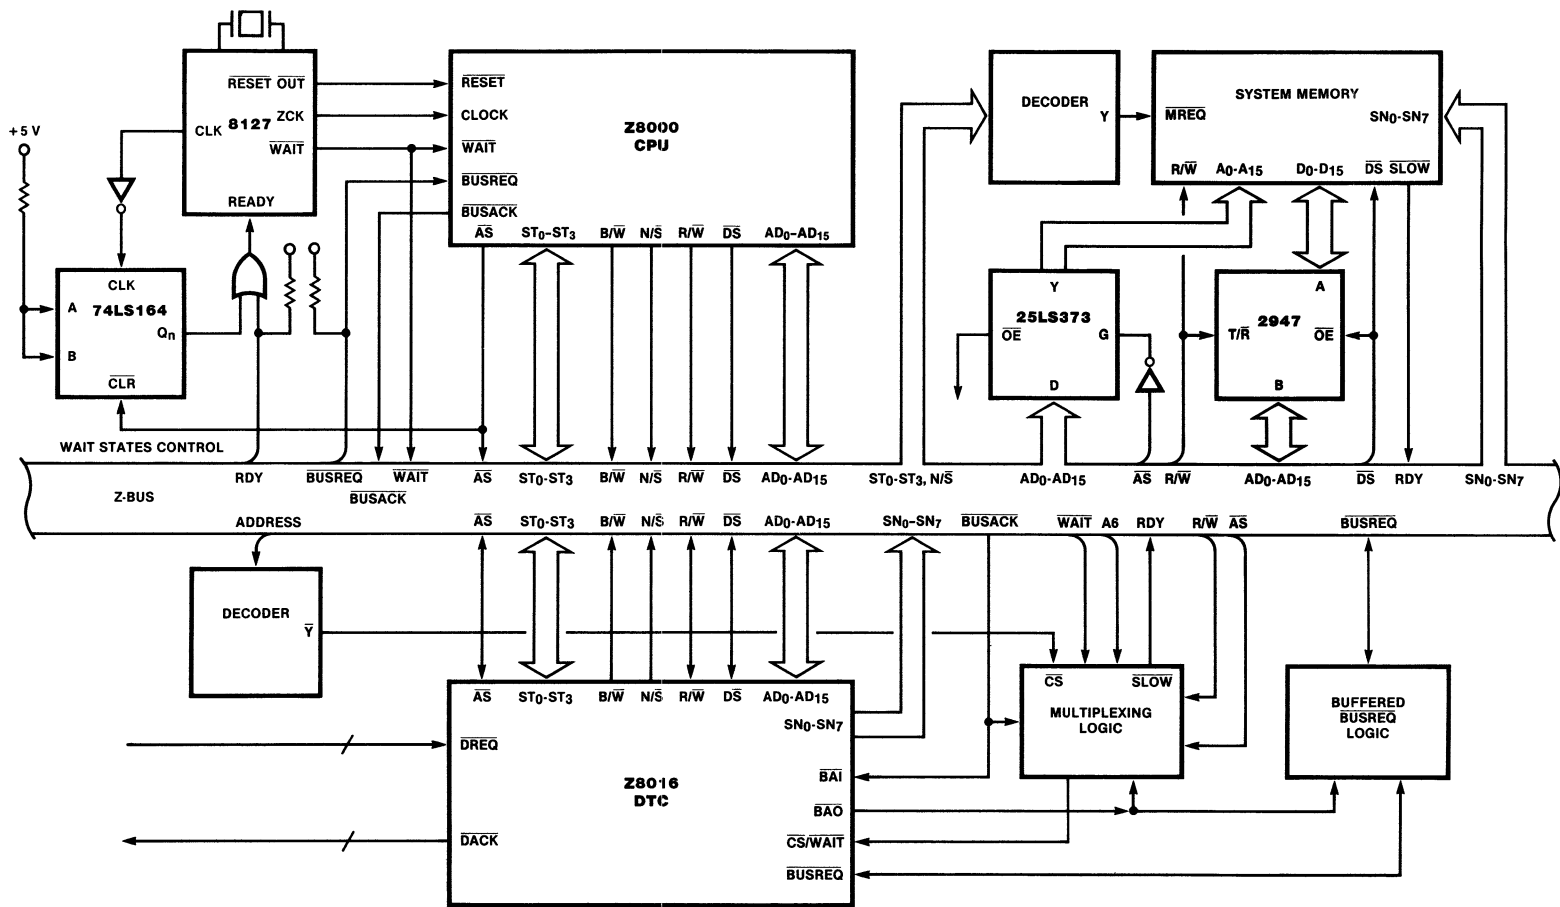 +5 V
RESET OUT
8127
ZCK
CLK
WAIT
READY
CLK
74LS164
A
Qn
B
CLR
WAIT STATES CONTROL
RESET
CLOCK
Z8000
CPU
WAIT
BUSREQ
BUSACK
AS
ST0-ST3
B/W
N/S
R/W
DS
AD0-AD15
DECODER
Y
SYSTEM MEMORY
MREQ
SN0-SN7
R/W
A0-A15
D0-D15
DS
SLOW
Y
25LS373
OE
G
D
A
2947
T/R
OE
B
RDY
BUSREQ
BUSACK
WAIT
AS
ST0-ST3
B/W
N/S
R/W
DS
AD0-AD15
ST0-ST3, N/S
AD0-AD15
AS
R/W
AD0-AD15
DS
RDY
SN0-SN7
Z-BUS
ADDRESS
AS
ST0-ST3
B/W
N/S
R/W
DS
AD0-AD15
SN0-SN7
BUSACK
WAIT
A6
RDY
R/W
AS
BUSREQ
DECODER
Y
AS
ST0-ST3
B/W
N/S
R/W
DS
AD0-AD15
SN0-SN7
DREQ
Z8016
DTC
BAI
BAO
DACK
CS/WAIT
BUSREQ
CS
SLOW
MULTIPLEXING
LOGIC
BUFFERED
BUSREQ
LOGIC